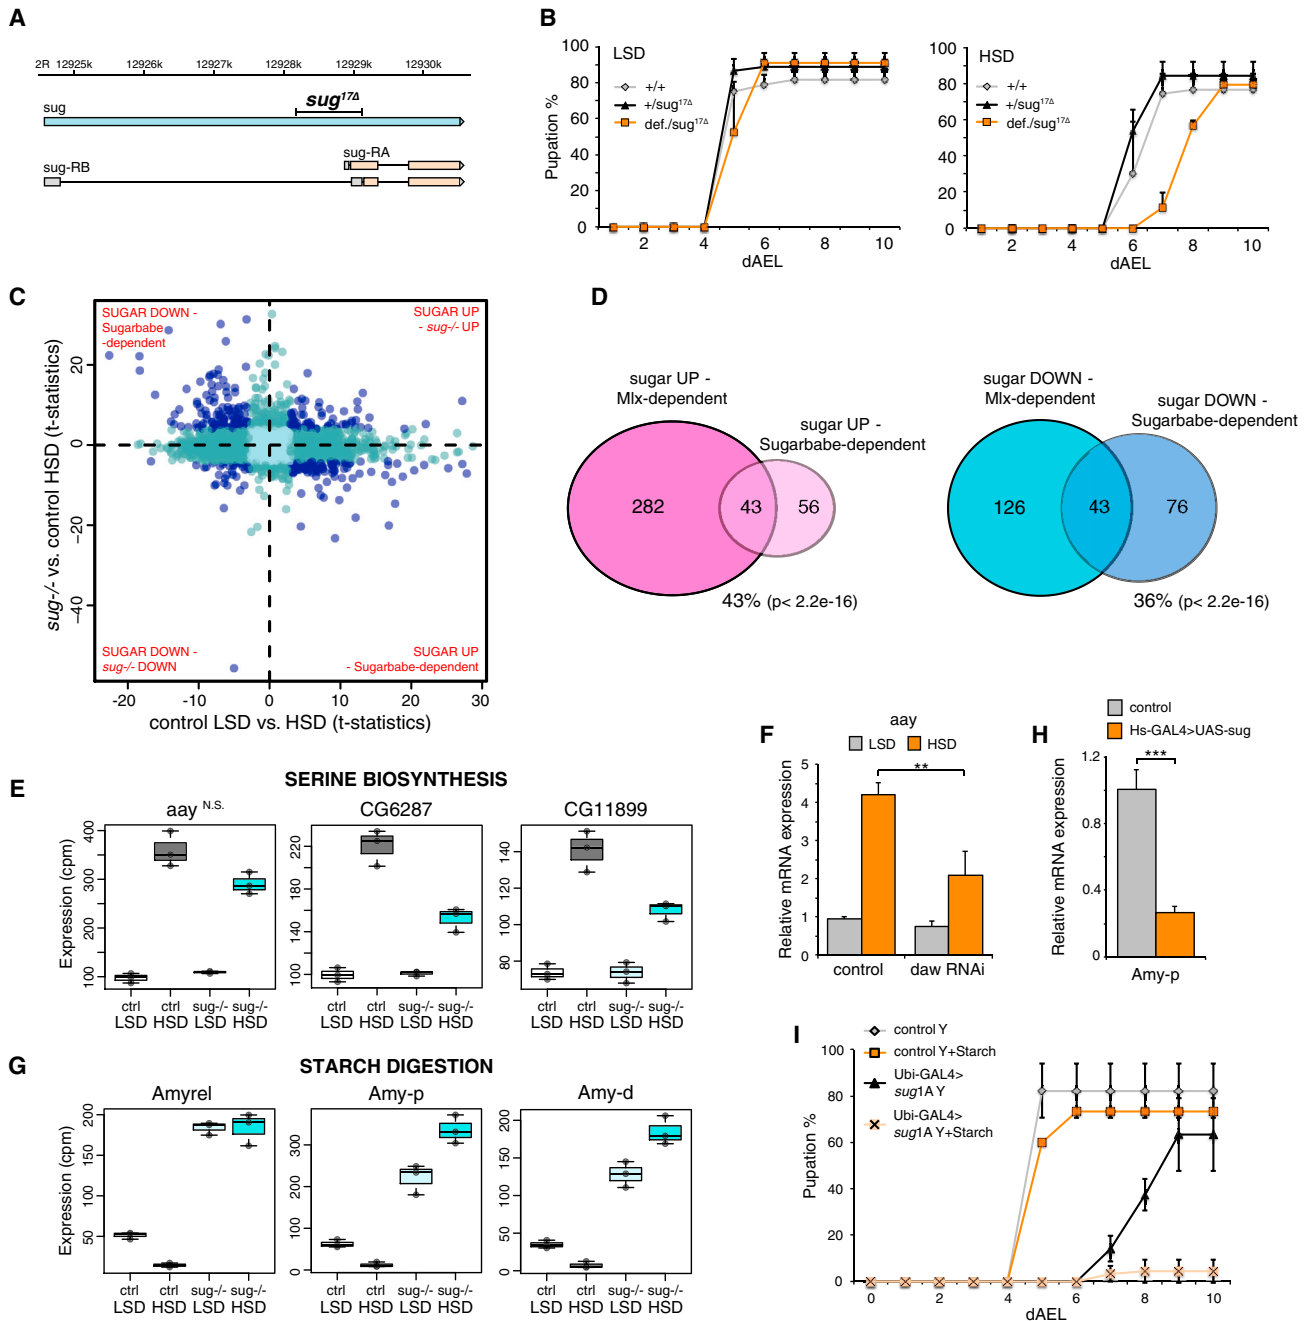 A
2R 12925k 12926k 12927k 12928k 12929k 12930k
sug
sug17Δ
sug-RA
sug-RB
B
LSD
+/+
+/sug17Δ
def./sug17Δ
Pupation %
100
80
60
40
20
0
2 4 6 8 10
dAEL
HSD
+/+
+/sug17Δ
def./sug17Δ
100
80
60
40
20
0
2 4 6 8 10
dAEL
C
SUGAR DOWN -
Sugarbabe
-dependent
SUGAR UP
- sug-/- UP
SUGAR DOWN -
sug-/- DOWN
SUGAR UP
- Sugarbabe-dependent
sug-/- vs. control HSD (t-statistics)
20
0
-20
-40
-20 -10 0 10 20 30
control LSD vs. HSD (t-statistics)
D
sugar UP -
Mlx-dependent
sugar UP -
Sugarbabe-dependent
282 43 56
43% (p< 2.2e-16)
sugar DOWN -
Mlx-dependent
sugar DOWN -
Sugarbabe-dependent
126 43 76
36% (p< 2.2e-16)
E
SERINE BIOSYNTHESIS
aay N.S.
CG6287
CG11899
Expression (cpm)
400
300
200
100
220
180
140
100
140
120
100
80
ctrl LSD ctrl HSD sug-/- LSD sug-/- HSD
ctrl LSD ctrl HSD sug-/- LSD sug-/- HSD
ctrl LSD ctrl HSD sug-/- LSD sug-/- HSD
F
aay
LSD HSD
**
Relative mRNA expression
5
4
3
2
1
0
control daw RNAi
H
control
Hs-GAL4>UAS-sug
***
Relative mRNA expression
1.2
0.8
0.4
0
Amy-p
G
STARCH DIGESTION
Amyrel
Amy-p
Amy-d
Expression (cpm)
200
150
100
50
300
200
100
0
200
150
100
50
0
ctrl LSD ctrl HSD sug-/- LSD sug-/- HSD
ctrl LSD ctrl HSD sug-/- LSD sug-/- HSD
ctrl LSD ctrl HSD sug-/- LSD sug-/- HSD
I
control Y
control Y+Starch
Ubi-GAL4>
sug1A Y
Ubi-GAL4>
sug1A Y+Starch
Pupation %
100
80
60
40
20
0
0 2 4 6 8 10
dAEL